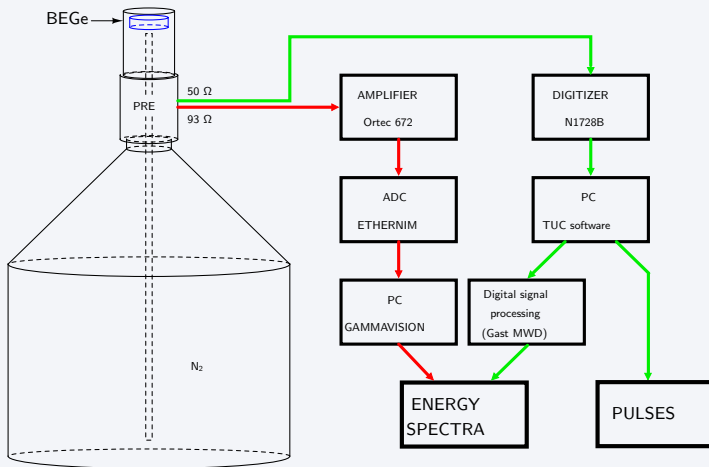 BEGe
PRE
50 Ω
93 Ω
N₂
AMPLIFIER
Ortec 672
ADC
ETHERNIM
PC
GAMMAVISION
DIGITIZER
N1728B
PC
TUC software
Digital signal
processing
(Gast MWD)
ENERGY
SPECTRA
PULSES